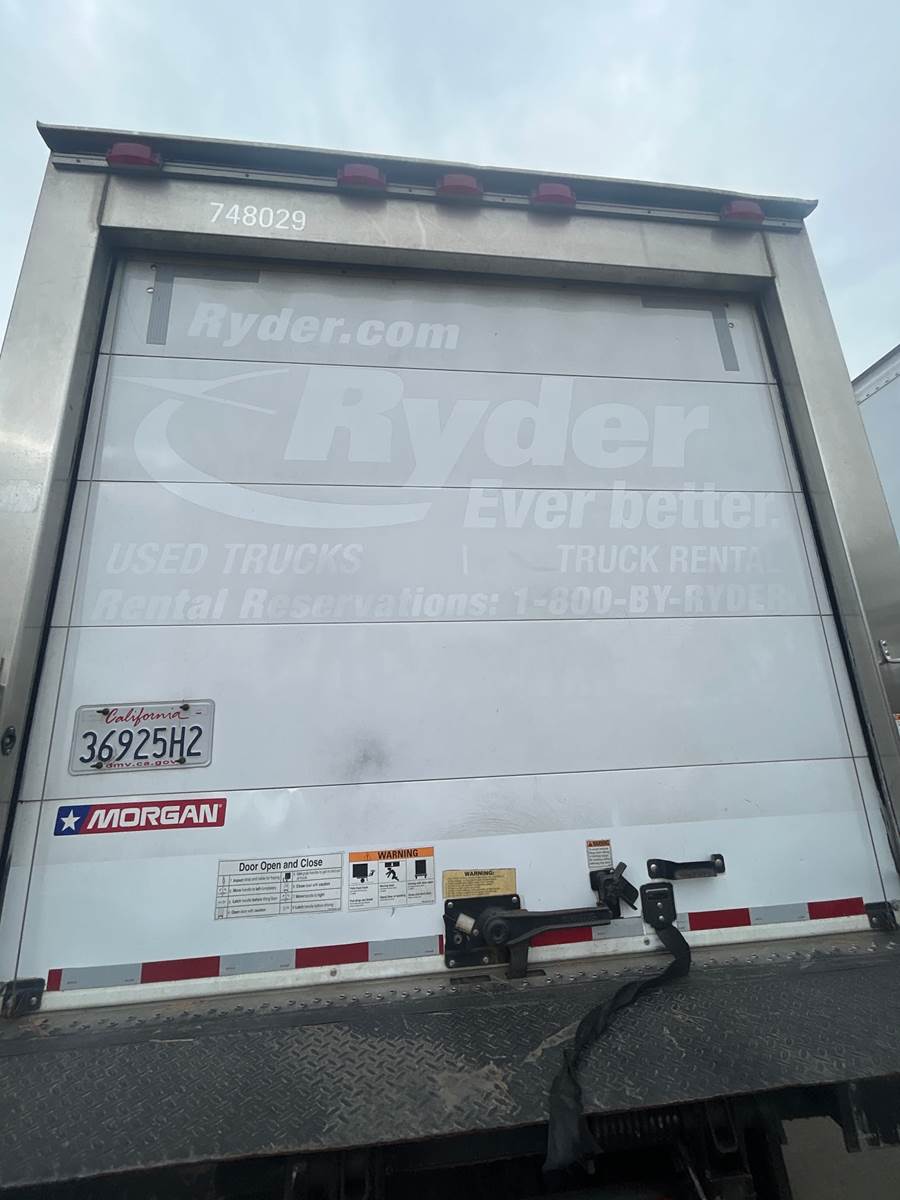 748029
Ryder.com
Ryder
Ever better.
USED TRUCKS | TRUCK RENTAL
Rental Reservations: 1-800-BY-RYDER
California
36925H2
dmv.ca.gov
MORGAN
Door Open and Close
WARNING
WARNING:
WARNING